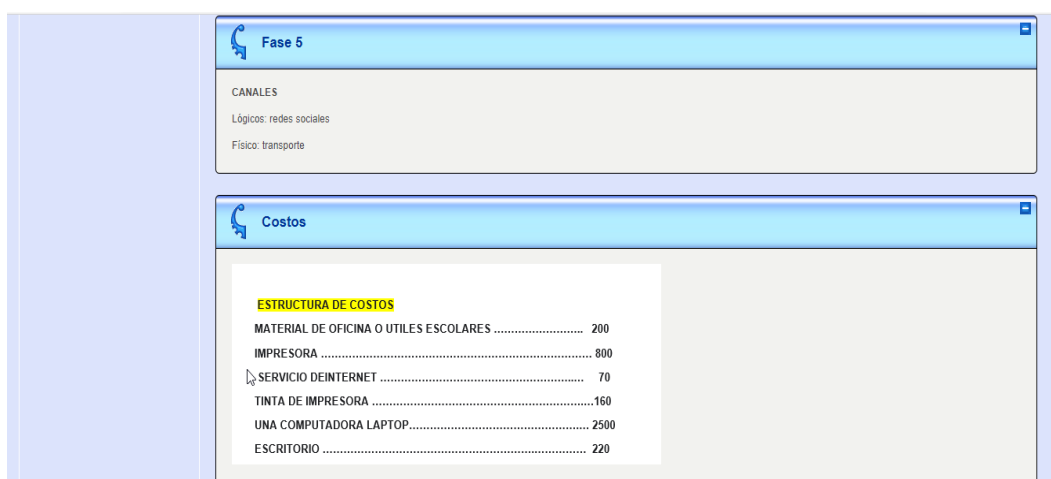 Fase 5
CANALES
Lógicos: redes sociales
Físico: transporte
Costos
ESTRUCTURA DE COSTOS
MATERIAL DE OFICINA O UTILES ESCOLARES .......................... 200
IMPRESORA ............................................................................... 800
SERVICIO DEINTERNET ........................................................... 70
TINTA DE IMPRESORA .................................................................160
UNA COMPUTADORA LAPTOP..................................................... 2500
ESCRITORIO ............................................................................. 220